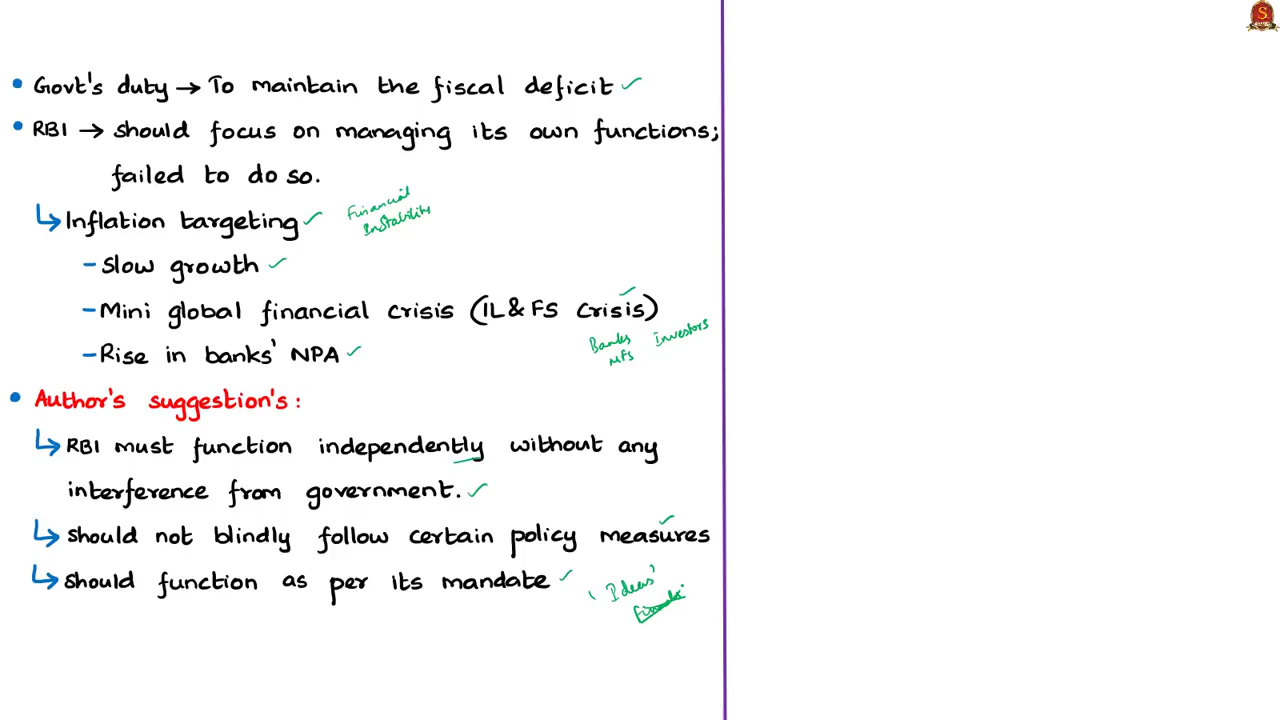 • Govt's duty → To maintain the fiscal deficit ✓
• RBI → should focus on managing its own functions;
failed to do so.
↳ Inflation targeting ✓
Financial
Instability
- Slow growth ✓
- Mini global financial crisis (IL & FS Crisis)
Banks Investors
MFs
- Rise in banks' NPA ✓
• Author's suggestion's:
↳ RBI must function independently without any
interference from government. ✓
↳ should not blindly follow certain policy measures
↳ should function as per its mandate ✓
'Ideas'
S